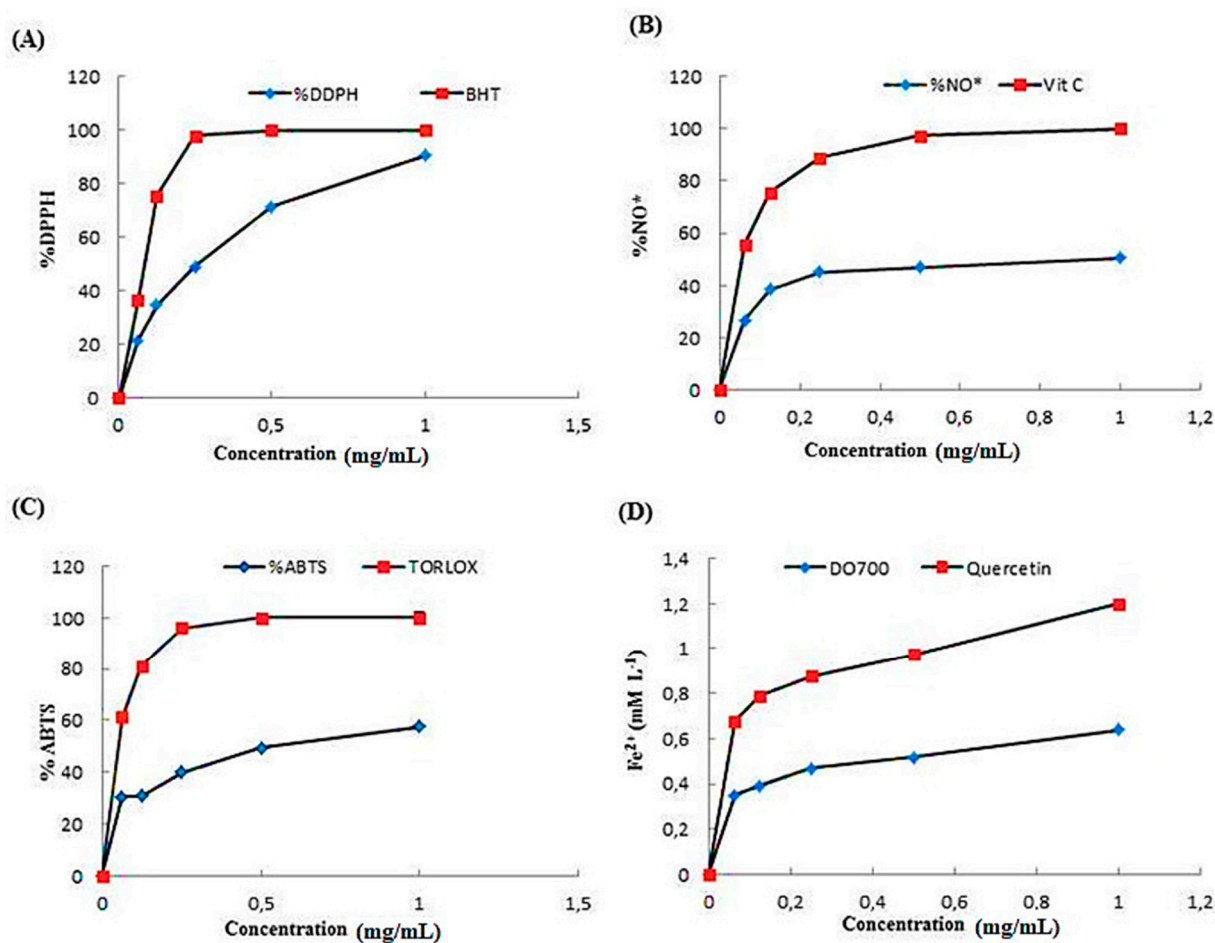 (A)
%DDPH BHT
120
100
80
60
40
20
0
%DPPH
0 0,5 1 1,5
Concentration (mg/mL)
(B)
%NO* Vit C
120
100
80
60
40
20
0
%NO*
0 0,2 0,4 0,6 0,8 1 1,2
Concentration (mg/mL)
(C)
%ABTS TORLOX
120
100
80
60
40
20
0
% ABTS
0 0,5 1
Concentration (mg/mL)
(D)
DO700 Quercetin
1,4
1,2
1
0,8
0,6
0,4
0,2
0
Fe²⁺ (mM L⁻¹)
0 0,2 0,4 0,6 0,8 1 1,2
Concentration (mg/mL)